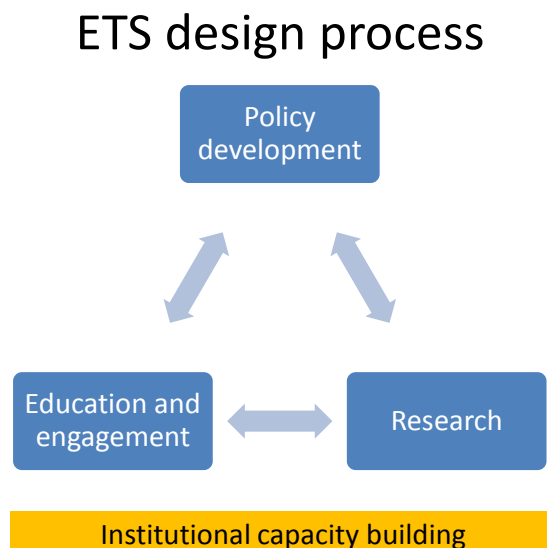 ETS design process
Policy
development
Education and
engagement
Research
Institutional capacity building